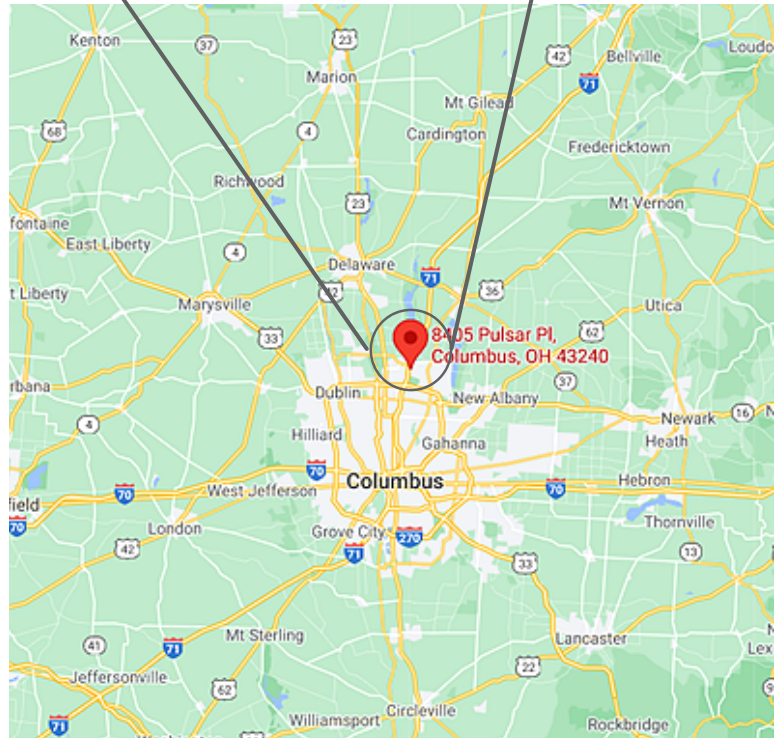 Kenton
37
23
Marion
42
Bellville
Loudo
71
Mt Gilead
Cardington
68
4
Fredericktown
Richwood
23
Mt Vernon
fontaine
East Liberty
4
Delaware
71
t Liberty
42
36
Marysville
Utica
33
8405 Pulsar Pl,
Columbus, OH 43240
62
37
rbana
Dublin
New Albany
4
Newark
16
N
Hilliard
Gahanna
Heath
70
Columbus
70
West Jefferson
70
Hebron
field
70
London
Thornville
Grove City
270
42
71
33
13
Mt Sterling
Lancaster
41
71
Lex
Jeffersonville
62
22
Circleville
71
Williamsport
Rockbridge